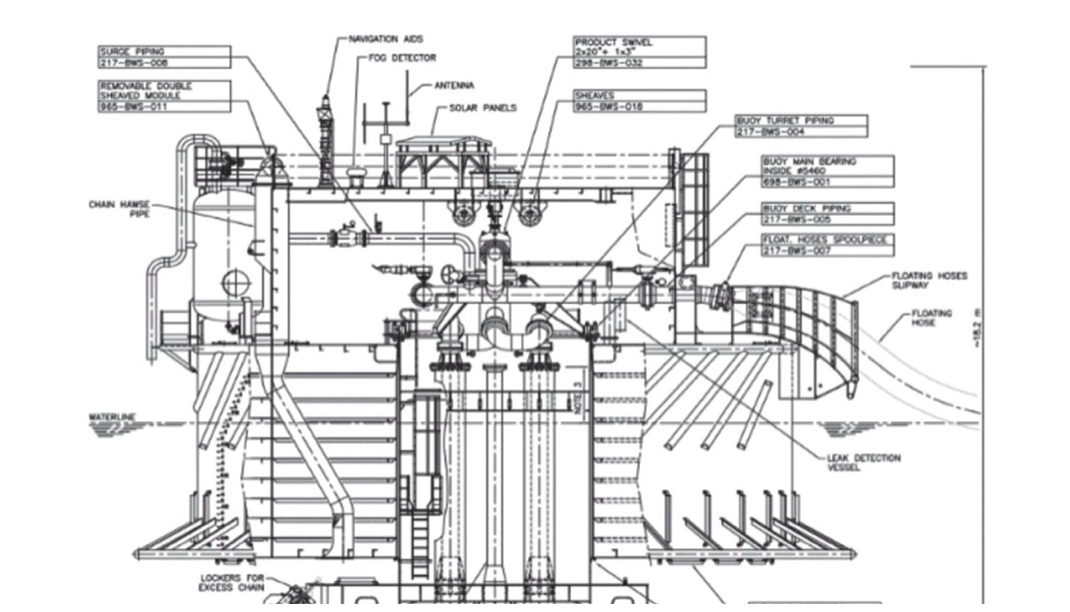 NAVIGATION AIDS
SURGE PIPING
217-BWS-008
FOG DETECTOR
PRODUCT SWIVEL
2x20"+ 1x3"
298-BWS-032
REMOVABLE DOUBLE
SHEAVED MODULE
965-BWS-011
ANTENNA
SOLAR PANELS
SHEAVES
965-BWS-018
BUOY TURRET PIPING
217-BWS-004
BUOY MAIN BEARING
INSIDE #5460
698-BWS-001
CHAIN HAWSE
PIPE
BUOY DECK PIPING
217-BWS-005
FLOAT. HOSES SPOOLPIECE
217-BWS-007
FLOATING HOSES
SLIPWAY
FLOATING
HOSE
~18.2 m
NOTE 3
WATERLINE
LEAK DETECTION
VESSEL
LOCKERS FOR
EXCESS CHAIN